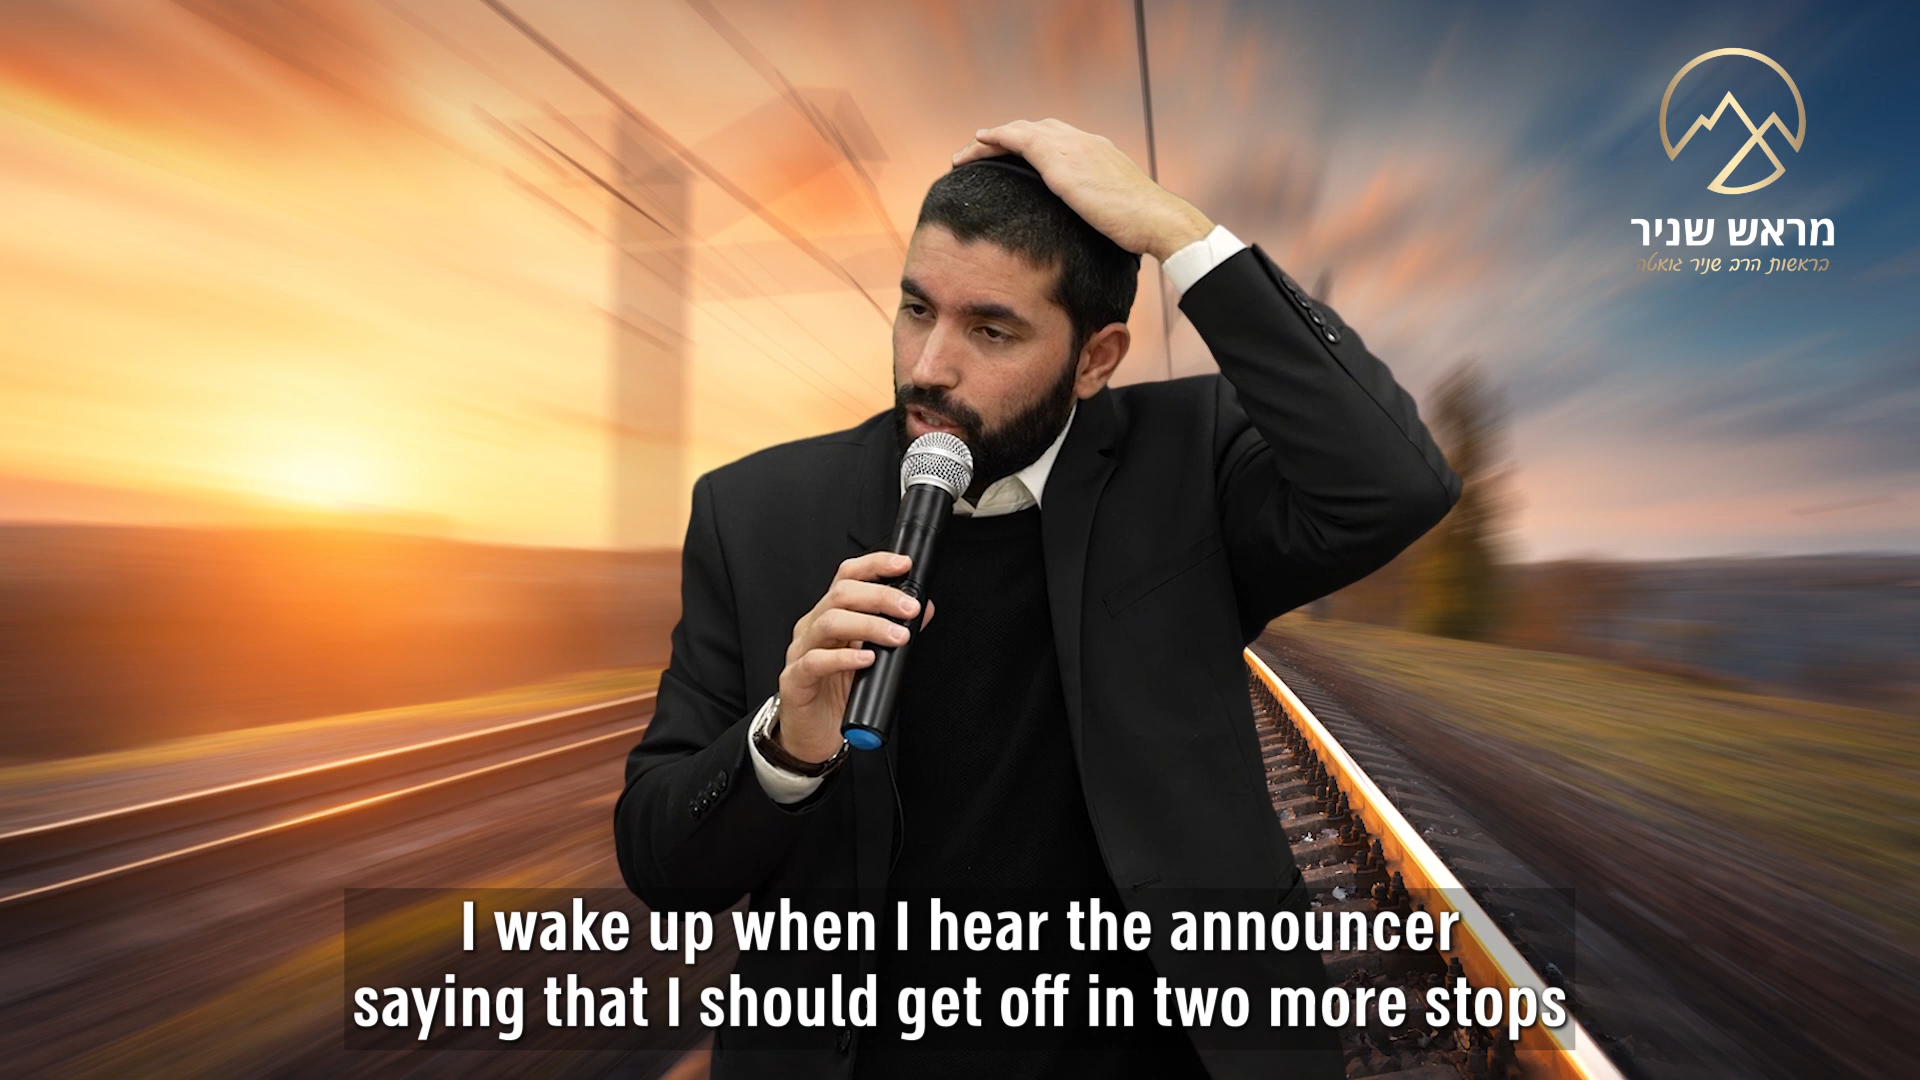 מראש שניר
בראשות הרב שניר גואטה
I wake up when I hear the announcer
saying that I should get off in two more stops